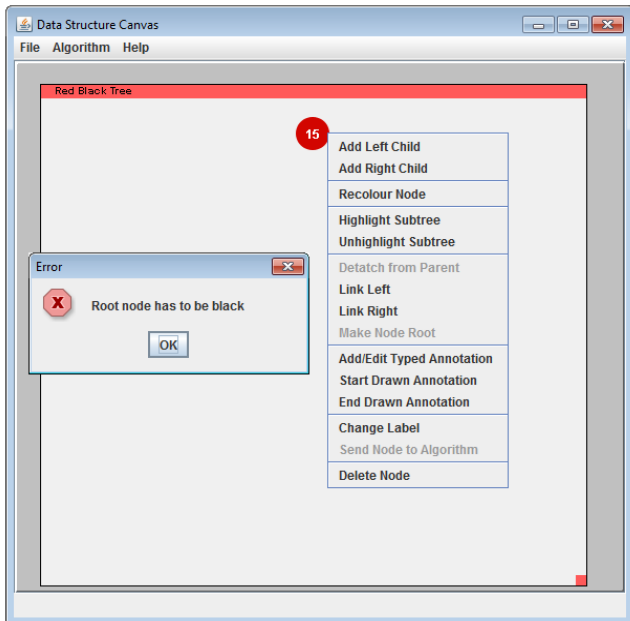 Data Structure Canvas
File Algorithm Help
Red Black Tree
15
Add Left Child
Add Right Child
Recolour Node
Highlight Subtree
Unhighlight Subtree
Detatch from Parent
Link Left
Link Right
Make Node Root
Add/Edit Typed Annotation
Start Drawn Annotation
End Drawn Annotation
Change Label
Send Node to Algorithm
Delete Node
Error
X
Root node has to be black
OK